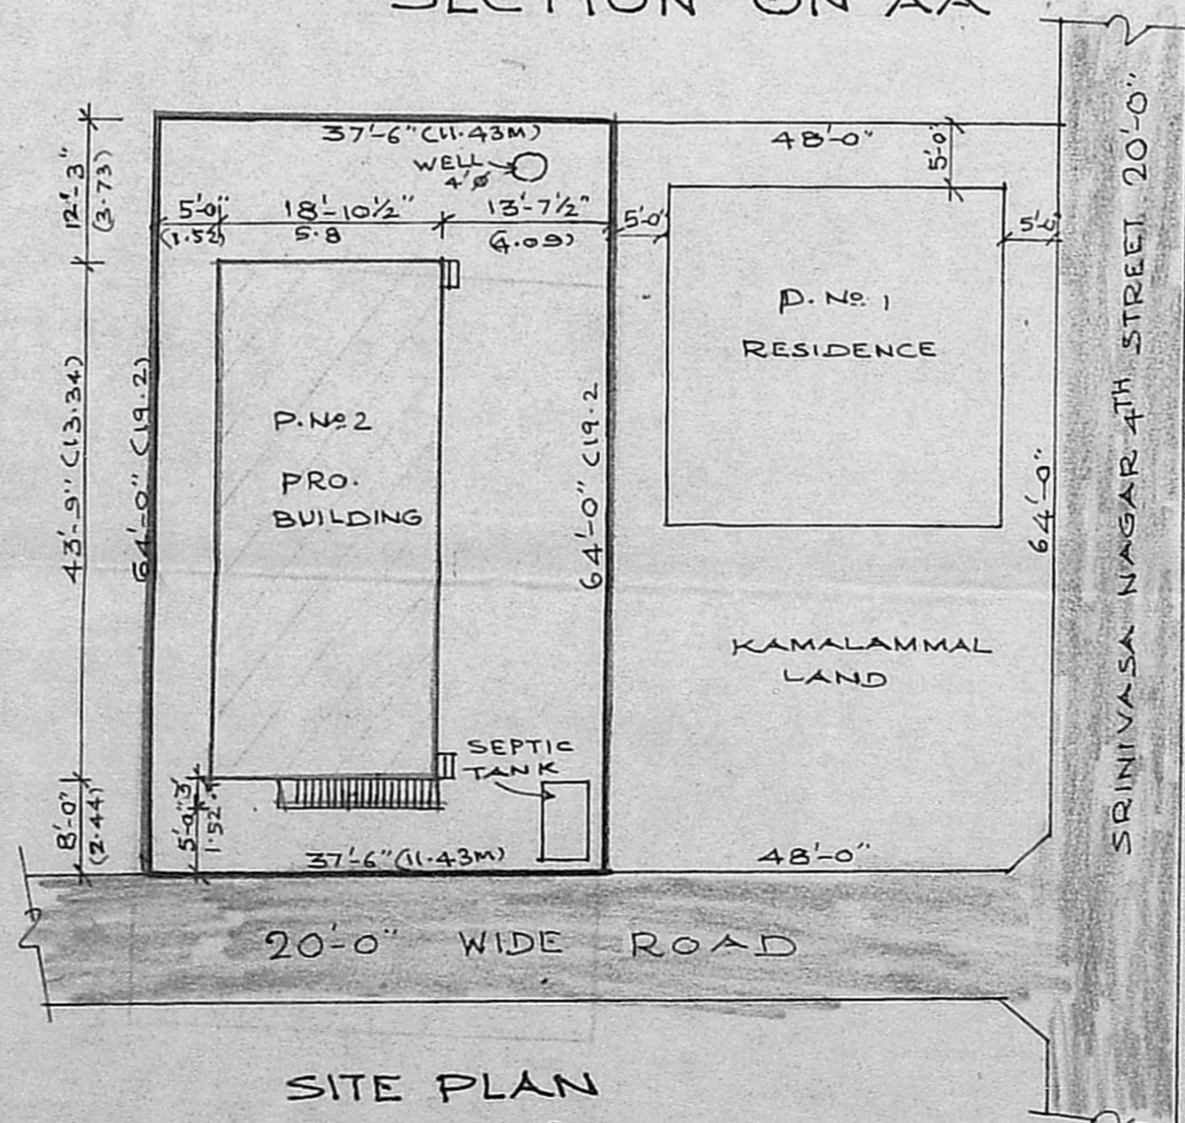 SECTION ON AA
37'-6" (11.43M)
WELL
4'Ø
48'-0"
5'-0"
12'-3"
(3.73)
5'-0"
(1.52)
18'-10½"
5.8
13'-7½"
(4.09)
5'-0"
5'-0"
P. No. 1
RESIDENCE
P. No. 2
PRO.
BUILDING
43'-9" (13.34)
64'-0" (19.2)
64'-0" (19.2
64'-0"
SRINIVASA NAGAR 4TH STREET 20'-0"
KAMALAMMAL
LAND
SEPTIC
TANK
8'-0"
(2.44)
5'-0"
1.52
37'-6" (11.43M)
48'-0"
20'-0" WIDE ROAD
SITE PLAN